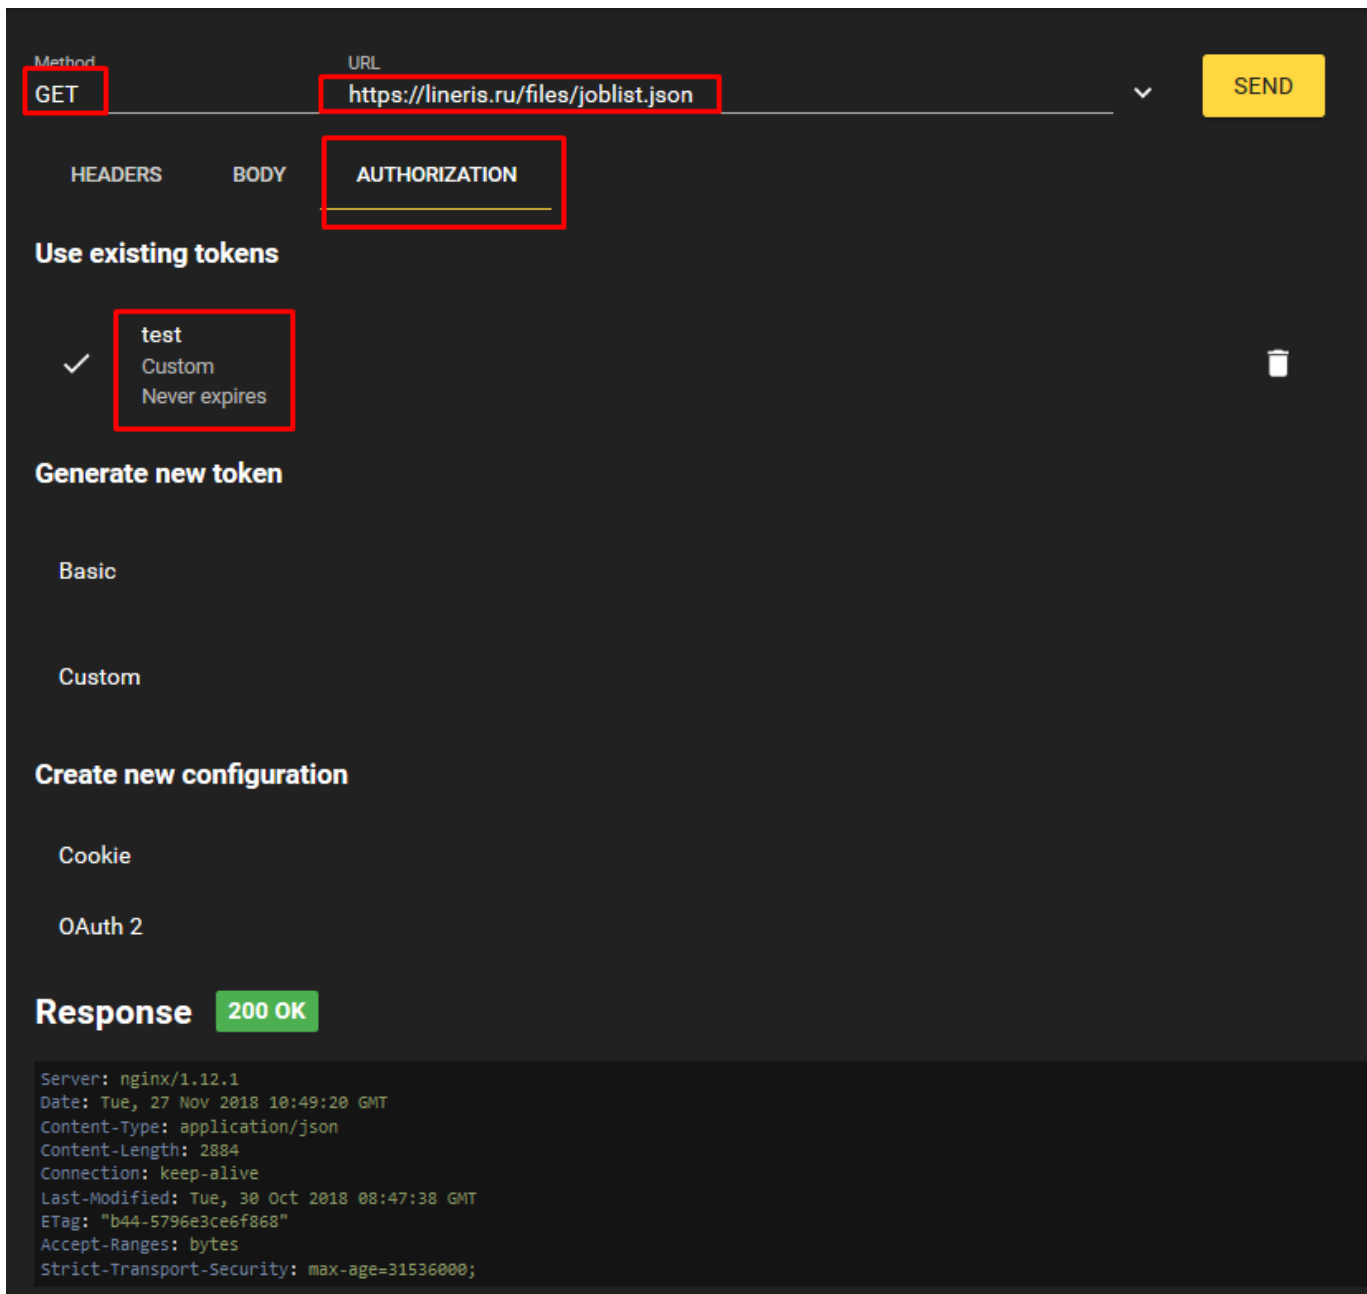 Method URL
GET https://lineris.ru/files/joblist.json SEND
HEADERS BODY AUTHORIZATION
Use existing tokens
test
Custom
Never expires
Generate new token
Basic
Custom
Create new configuration
Cookie
OAuth 2
Response 200 OK
Server: nginx/1.12.1
Date: Tue, 27 Nov 2018 10:49:20 GMT
Content-Type: application/json
Content-Length: 2884
Connection: keep-alive
Last-Modified: Tue, 30 Oct 2018 08:47:38 GMT
ETag: "b44-5796e3ce6f868"
Accept-Ranges: bytes
Strict-Transport-Security: max-age=31536000;